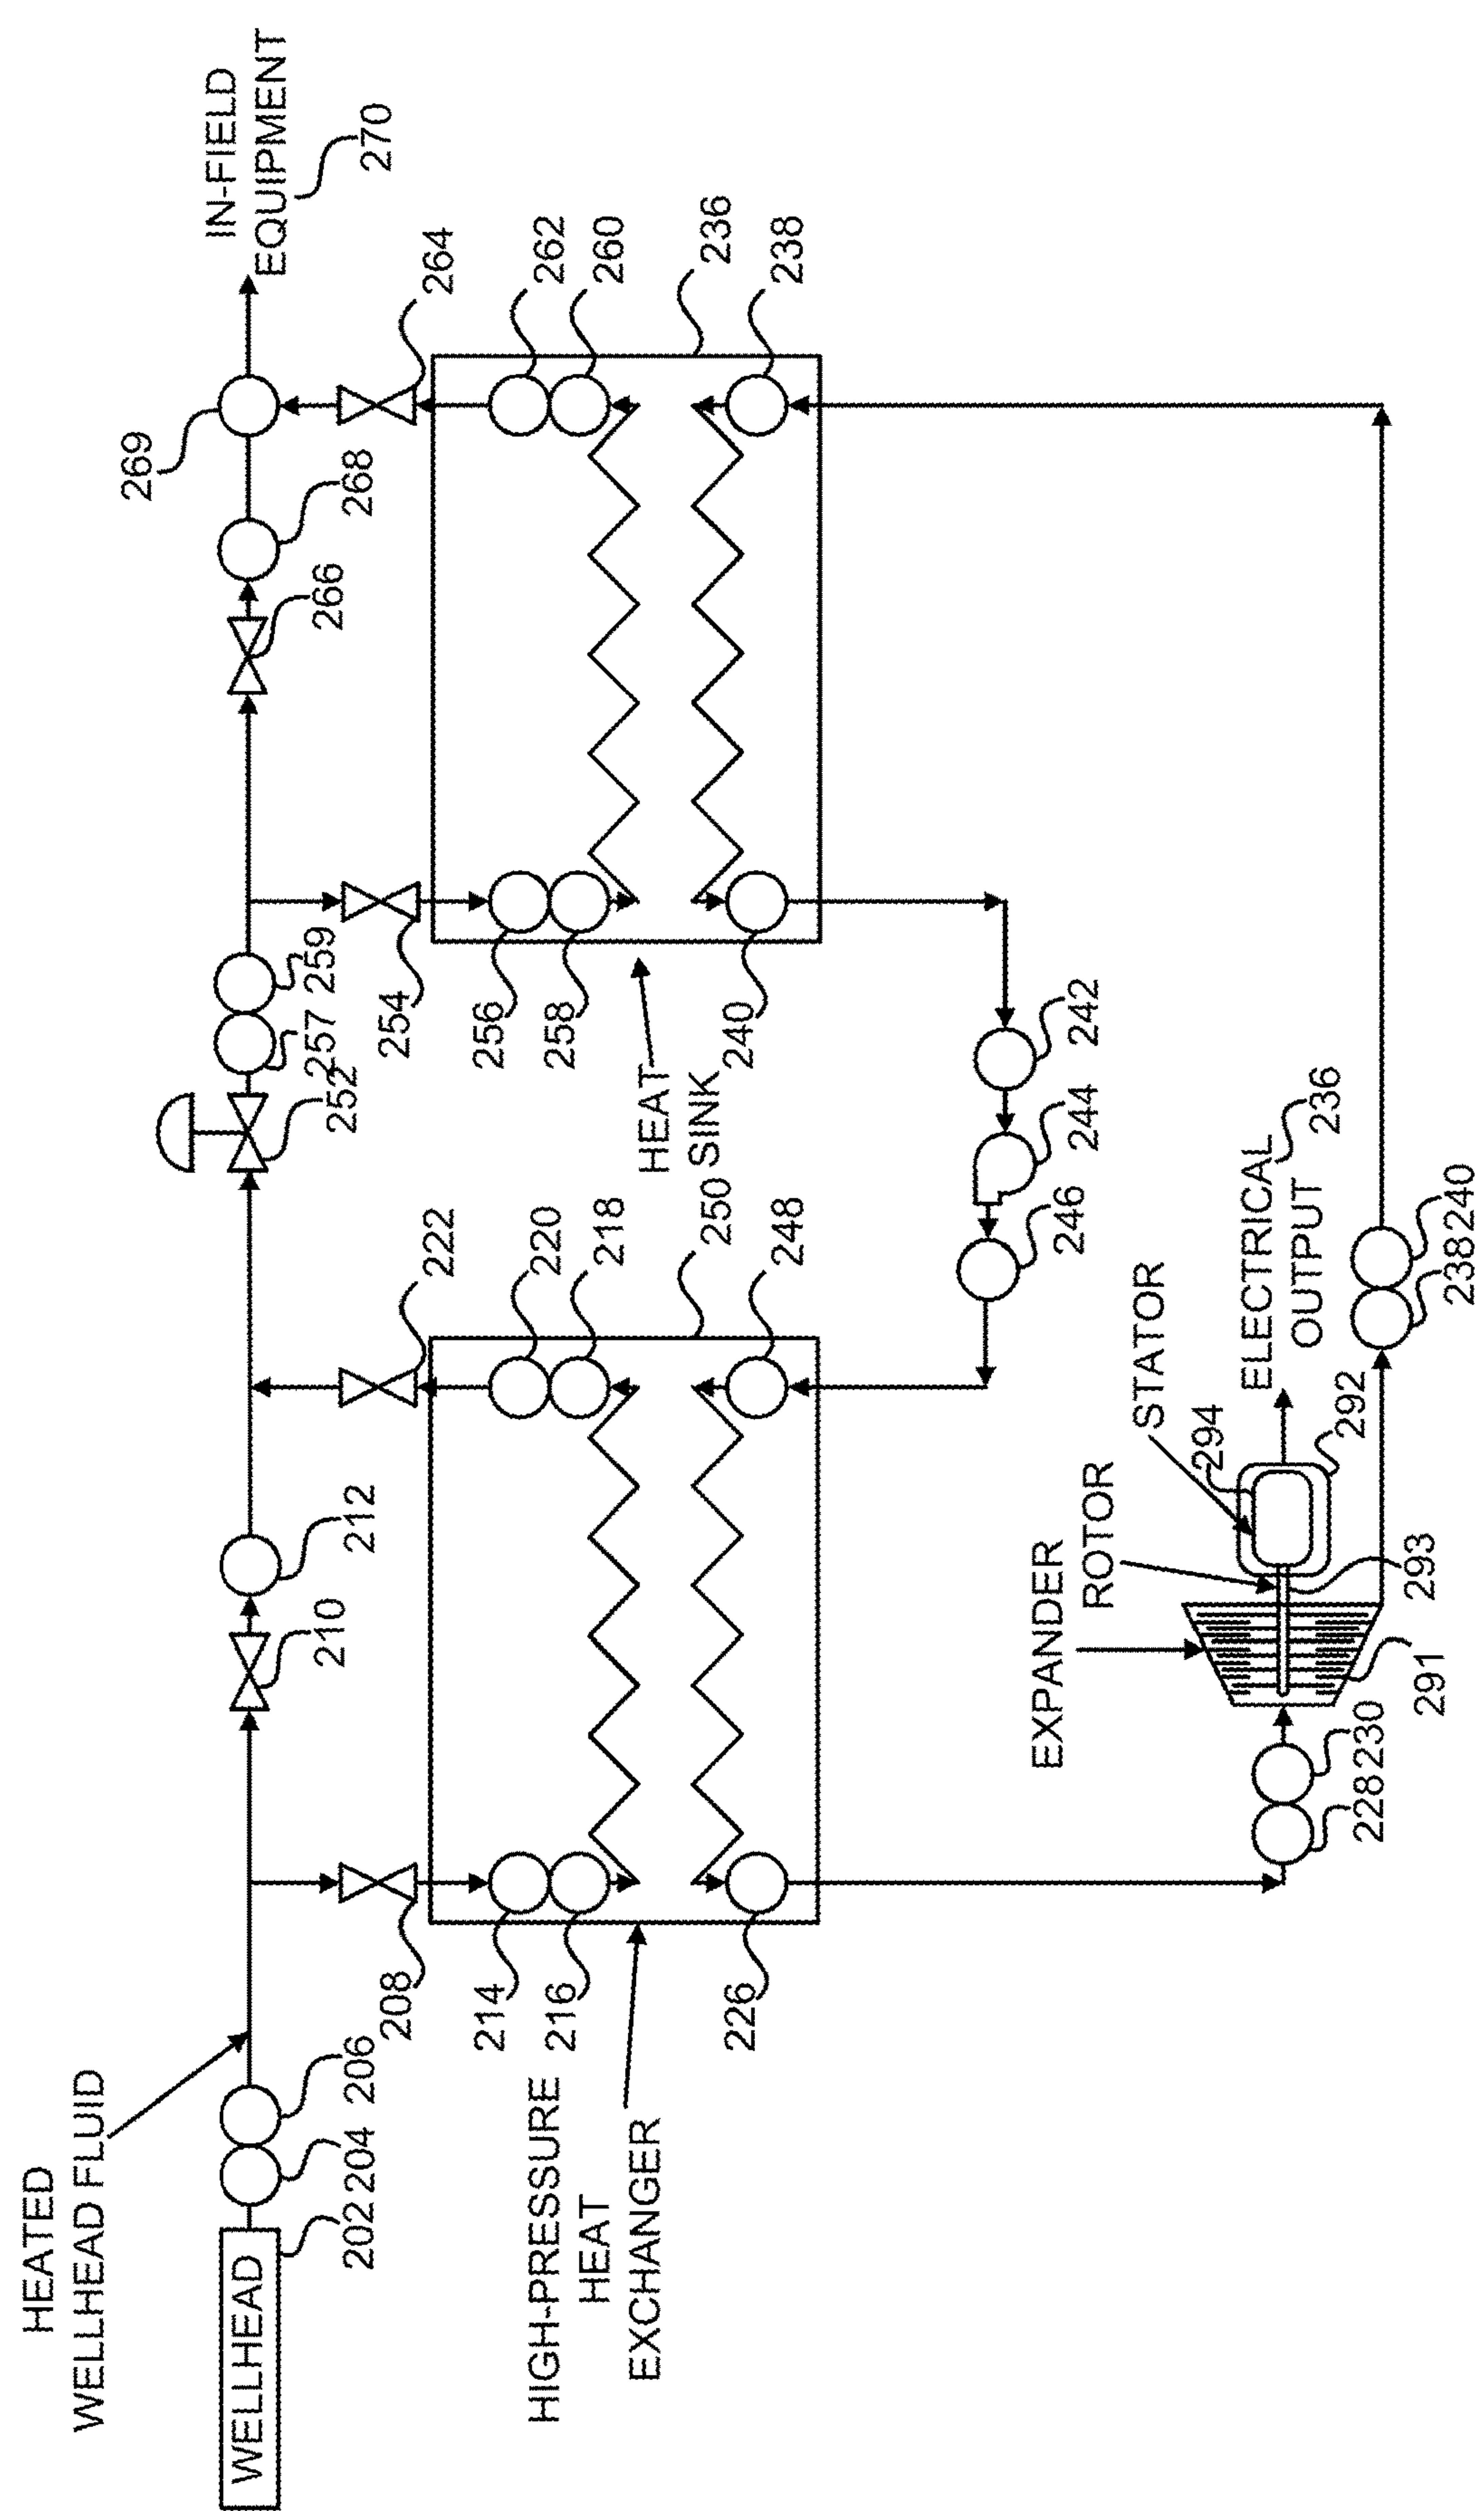 HEATED
WELLHEAD FLUID
WELLHEAD
202
204
206
208
210
212
222
252
257
259
254
266
268
269
264
IN-FIELD
EQUIPMENT
270
HIGH-PRESSURE
HEAT
EXCHANGER
214
216
226
220
218
250
248
HEAT
SINK
256
258
240
262
260
236
238
242
244
246
EXPANDER
ROTOR
STATOR
294
ELECTRICAL
OUTPUT
236
228
230
291
293
292
238
240